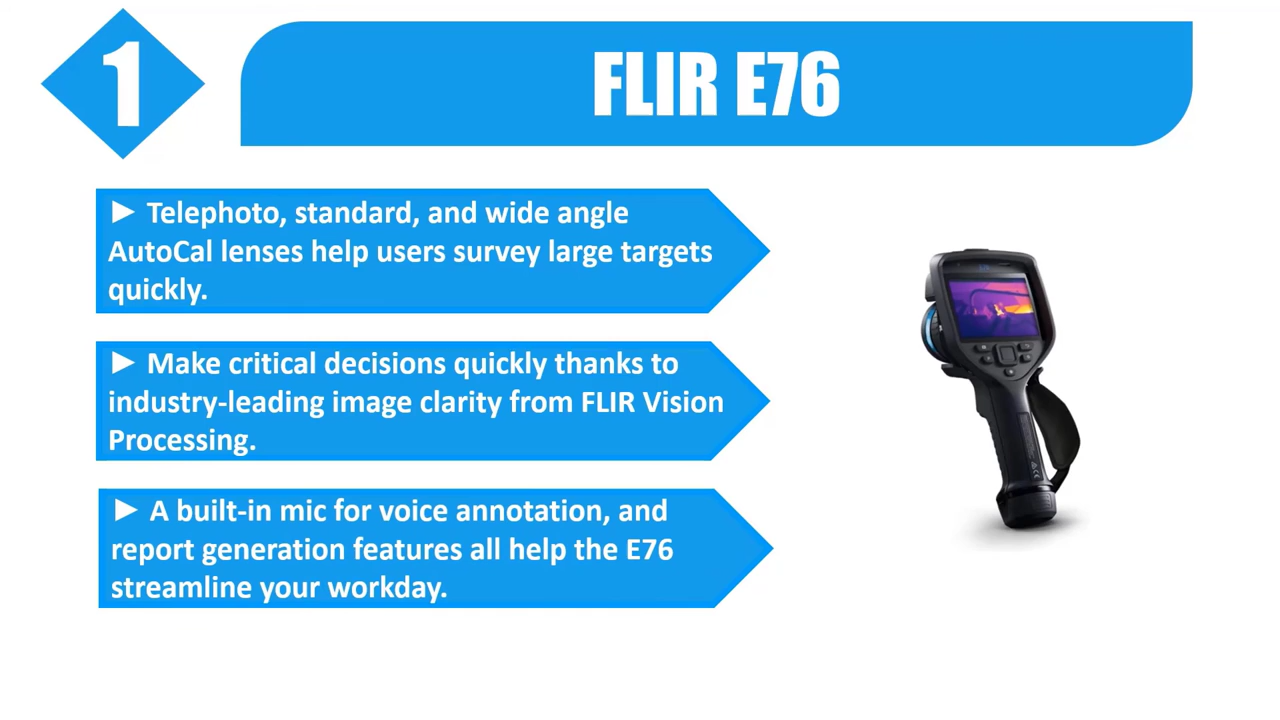 1
FLIR E76
► Telephoto, standard, and wide angle
AutoCal lenses help users survey large targets
quickly.
► Make critical decisions quickly thanks to
industry-leading image clarity from FLIR Vision
Processing.
► A built-in mic for voice annotation, and
report generation features all help the E76
streamline your workday.